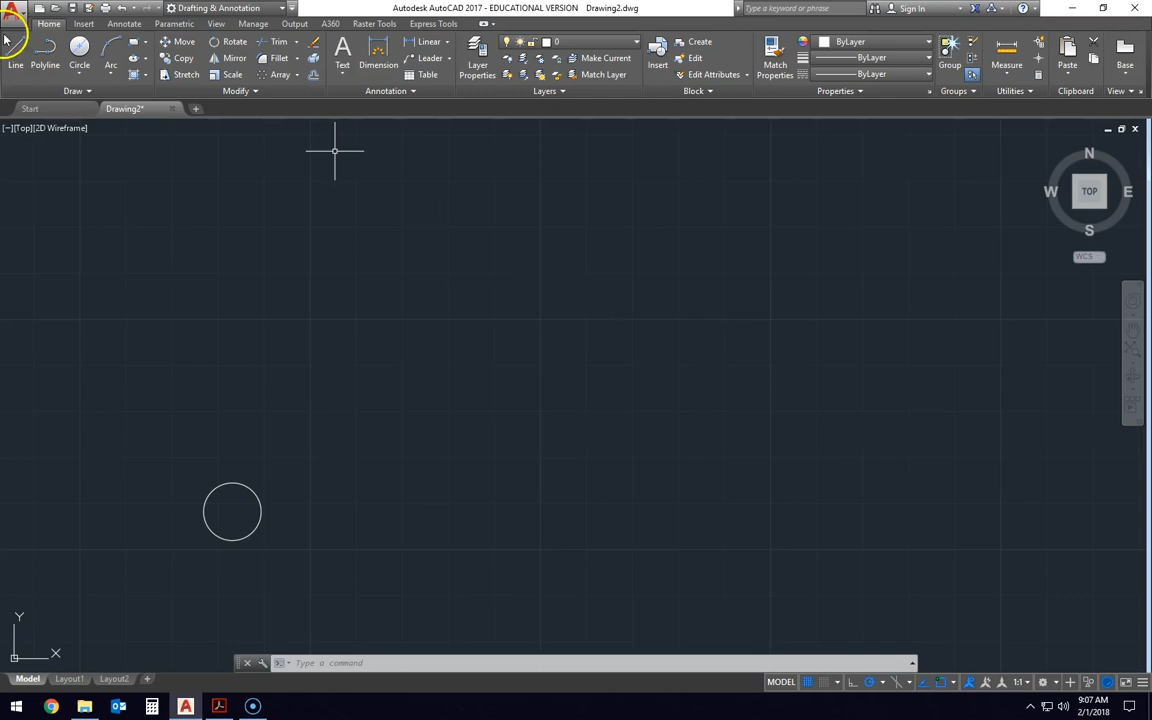 Drafting & Annotation
Autodesk AutoCAD 2017 - EDUCATIONAL VERSION Drawing2.dwg
Type a keyword or phrase
Sign In
Home Insert Annotate Parametric View Manage Output A360 Raster Tools Express Tools
Line Polyline Circle Arc
Move Rotate Trim
Copy Mirror Fillet
Stretch Scale Array
Text Dimension
Linear
Leader
Table
Layer Properties
0
Make Current
Match Layer
Insert
Create
Edit
Edit Attributes
Match Properties
ByLayer
ByLayer
ByLayer
Group
Measure
Paste
Base
Draw Modify Annotation Layers Block Properties Groups Utilities Clipboard View
Start Drawing2*
[−][Top][2D Wireframe]
N
W TOP E
S
WCS
Y
X
Type a command
Model Layout1 Layout2 +
MODEL 1:1
9:07 AM
2/1/2018